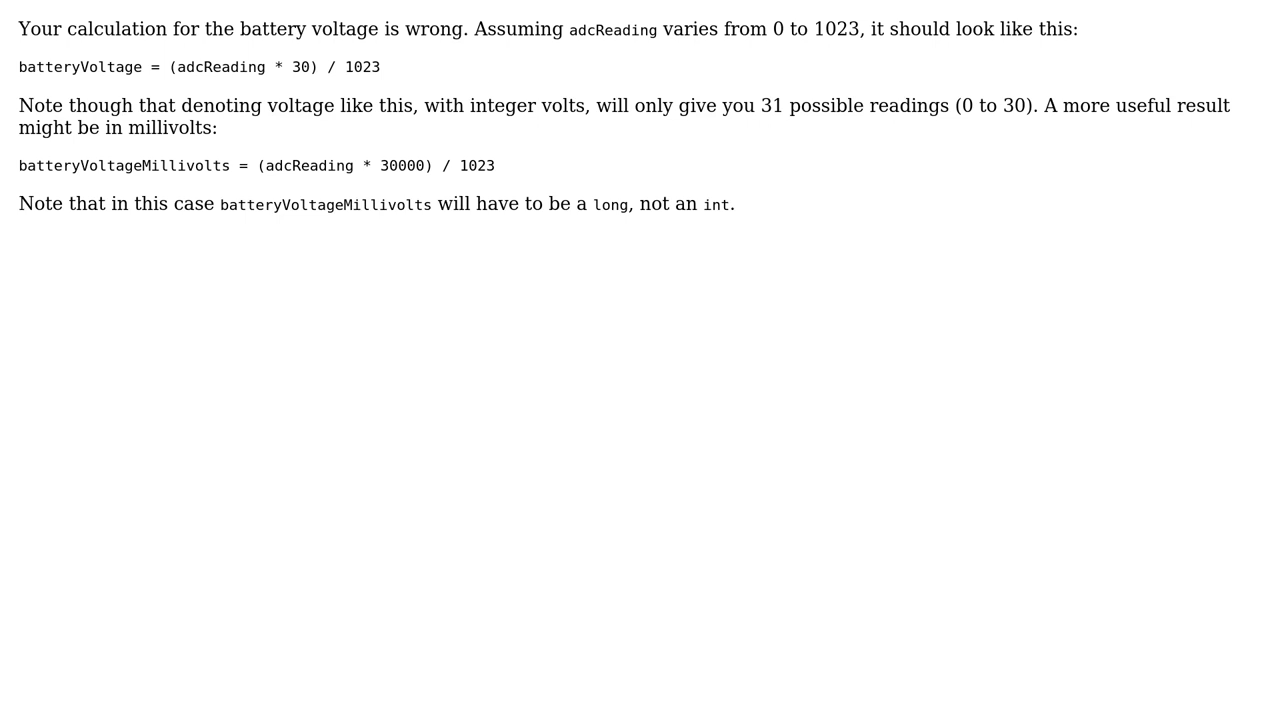 Your calculation for the battery voltage is wrong. Assuming adcReading varies from 0 to 1023, it should look like this:
batteryVoltage = (adcReading * 30) / 1023
Note though that denoting voltage like this, with integer volts, will only give you 31 possible readings (0 to 30). A more useful result
might be in millivolts:
batteryVoltageMillivolts = (adcReading * 30000) / 1023
Note that in this case batteryVoltageMillivolts will have to be a long, not an int.